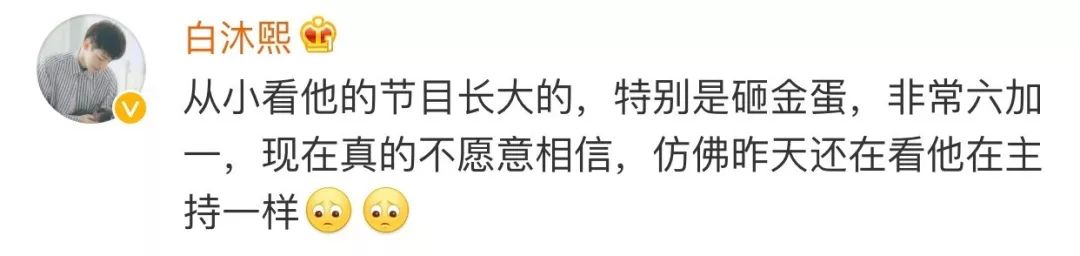 白沐熙
从小看他的节目长大的，特别是砸金蛋，非常六加
一，现在真的不愿意相信，仿佛昨天还在看他在主
持一样